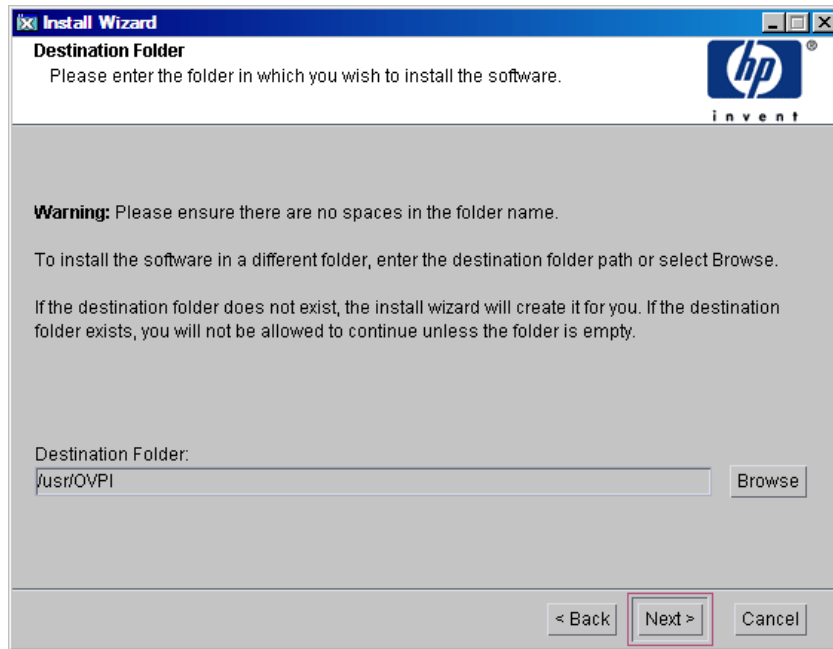 Install Wizard
Destination Folder
Please enter the folder in which you wish to install the software.
hp
®
invent
Warning: Please ensure there are no spaces in the folder name.
To install the software in a different folder, enter the destination folder path or select Browse.
If the destination folder does not exist, the install wizard will create it for you. If the destination
folder exists, you will not be allowed to continue unless the folder is empty.
Destination Folder:
/usr/OVPI
Browse
< Back
Next >
Cancel